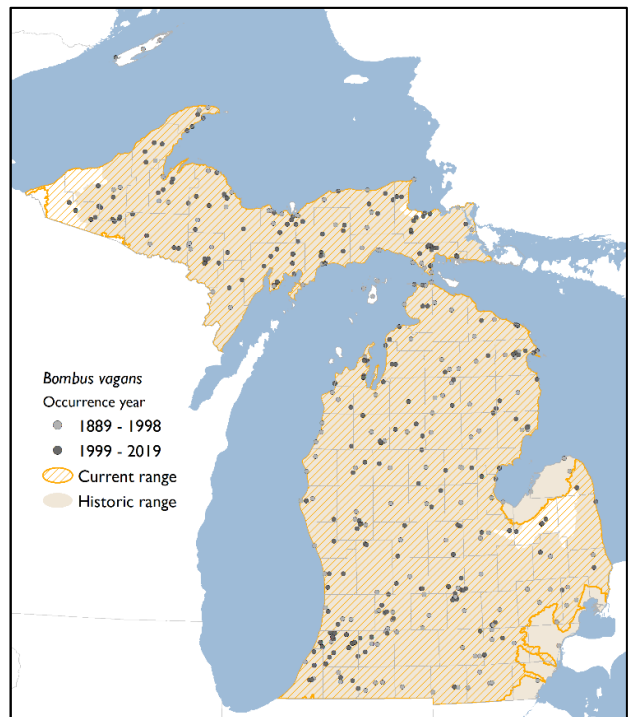 Bombus vagans
Occurrence year
1889 - 1998
1999 - 2019
Current range
Historic range